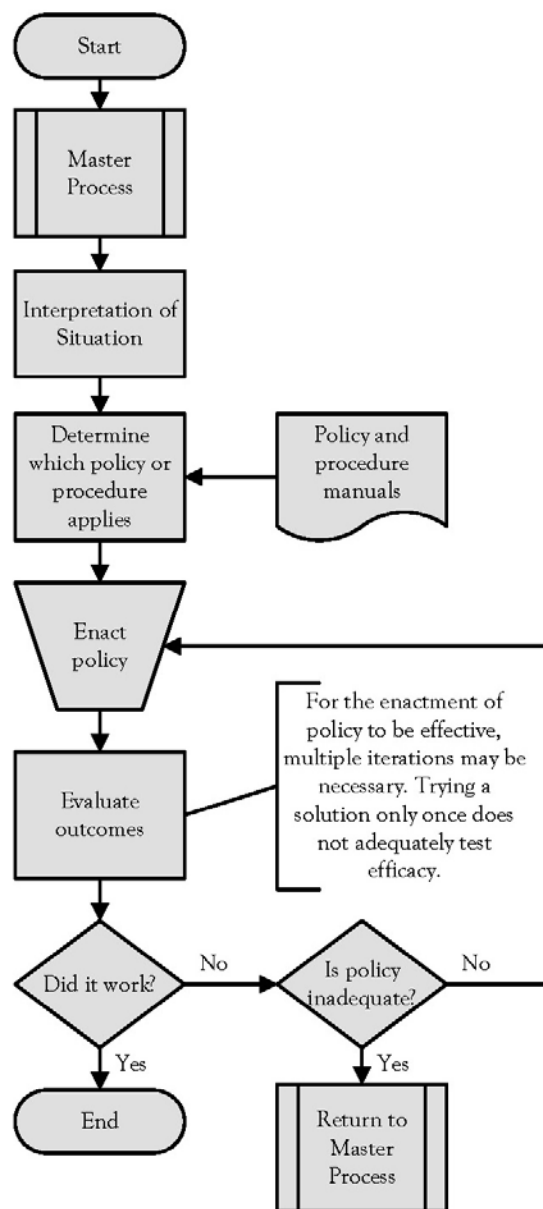 Start
Master
Process
Interpretation of
Situation
Determine
which policy or
procedure
applies
Policy and
procedure
manuals
Enact
policy
For the enactment of
policy to be effective,
multiple iterations may be
necessary. Trying a
solution only once does
not adequately test
efficacy.
Evaluate
outcomes
Did it work?
No
Is policy
inadequate?
No
Yes
Yes
End
Return to
Master
Process